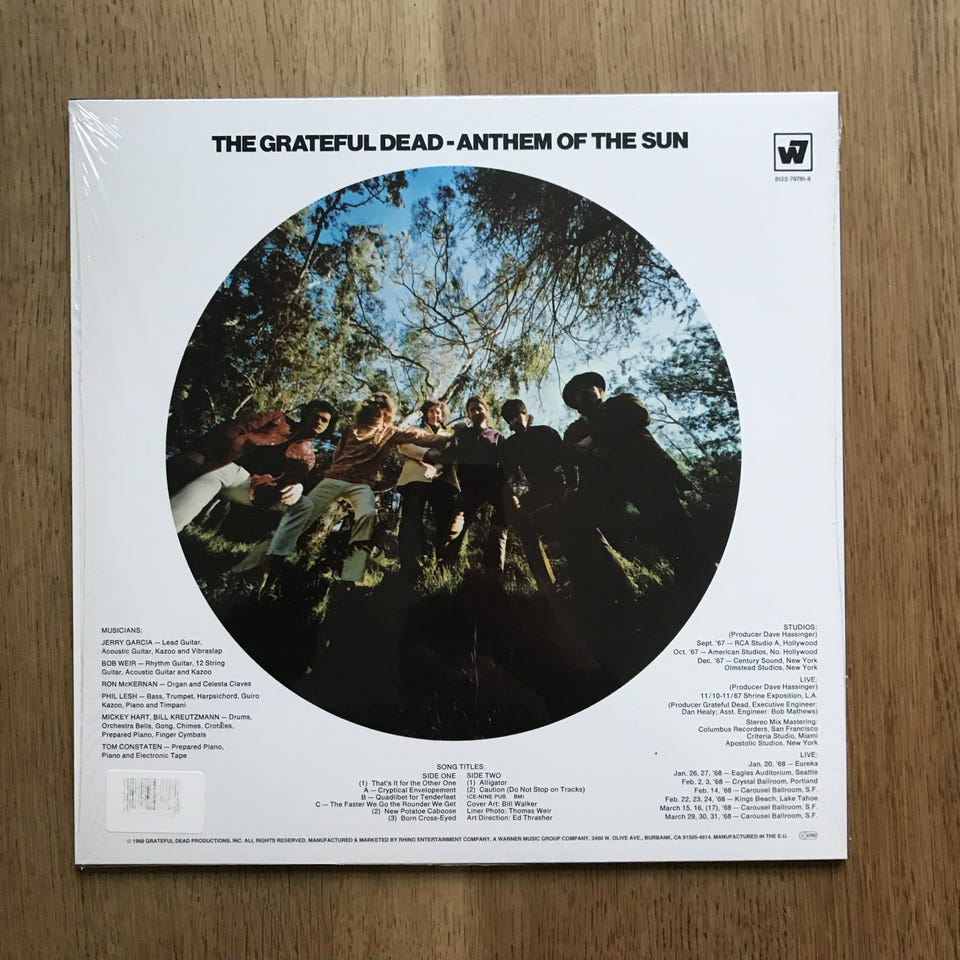 THE GRATEFUL DEAD - ANTHEM OF THE SUN
W7
8122-79781-8
MUSICIANS:
JERRY GARCIA — Lead Guitar,
Acoustic Guitar, Kazoo and Vibraslap
BOB WEIR — Rhythm Guitar, 12 String
Guitar, Acoustic Guitar and Kazoo
RON McKERNAN — Organ and Celesta Claves
PHIL LESH — Bass, Trumpet, Harpsichord, Guiro
Kazoo, Piano and Timpani
MICKEY HART, BILL KREUTZMANN — Drums,
Orchestra Bells, Gong, Chimes, Crotales,
Prepared Piano, Finger Cymbals
TOM CONSTATEN — Prepared Piano,
Piano and Electronic Tape
SONG TITLES:
SIDE ONE
(1) That's It for the Other One
A — Cryptical Envelopement
B — Quadlibet for Tenderfeet
C — The Faster We Go the Rounder We Get
(2) New Potatoe Caboose
(3) Born Cross-Eyed
SIDE TWO
(1) Alligator
(2) Caution (Do Not Stop on Tracks)
ICE-NINE PUB. BMI
Cover Art: Bill Walker
Liner Photo: Thomas Weir
Art Direction: Ed Thrasher
STUDIOS:
(Producer Dave Hassinger)
Sept. '67 — RCA Studio A, Hollywood
Oct. '67 — American Studios, No. Hollywood
Dec. '67 — Century Sound, New York
Olmstead Studios, New York
LIVE:
(Producer Dave Hassinger)
11/10-11/67 Shrine Exposition, L.A.
(Producer Grateful Dead, Executive Engineer:
Dan Healy; Asst. Engineer: Bob Mathews)
Stereo Mix Mastering:
Columbus Recorders, San Francisco
Criteria Studio, Miami
Apostolic Studios, New York
LIVE:
Jan. 20, '68 — Eureka
Jan. 26, 27, '68 — Eagles Auditorium, Seattle
Feb. 2, 3, '68 — Crystal Ballroom, Portland
Feb. 14, '68 — Carousel Ballroom, S.F.
Feb. 22, 23, 24, '68 — Kings Beach, Lake Tahoe
March 15, 16, (17), '68 — Carousel Ballroom, S.F.
March 29, 30, 31, '68 — Carousel Ballroom, S.F.
© 1968 GRATEFUL DEAD PRODUCTIONS, INC. ALL RIGHTS RESERVED. MANUFACTURED & MARKETED BY RHINO ENTERTAINMENT COMPANY, A WARNER MUSIC GROUP COMPANY, 3400 W. OLIVE AVE., BURBANK, CA 91505-4614. MANUFACTURED IN THE E.U.